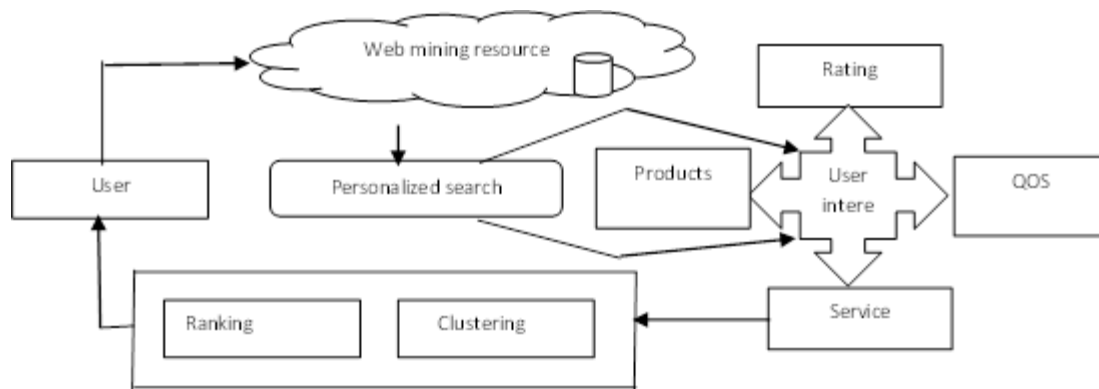 Web mining resource
Rating
User
Personalized search
Products
User
intere
QOS
Ranking
Clustering
Service